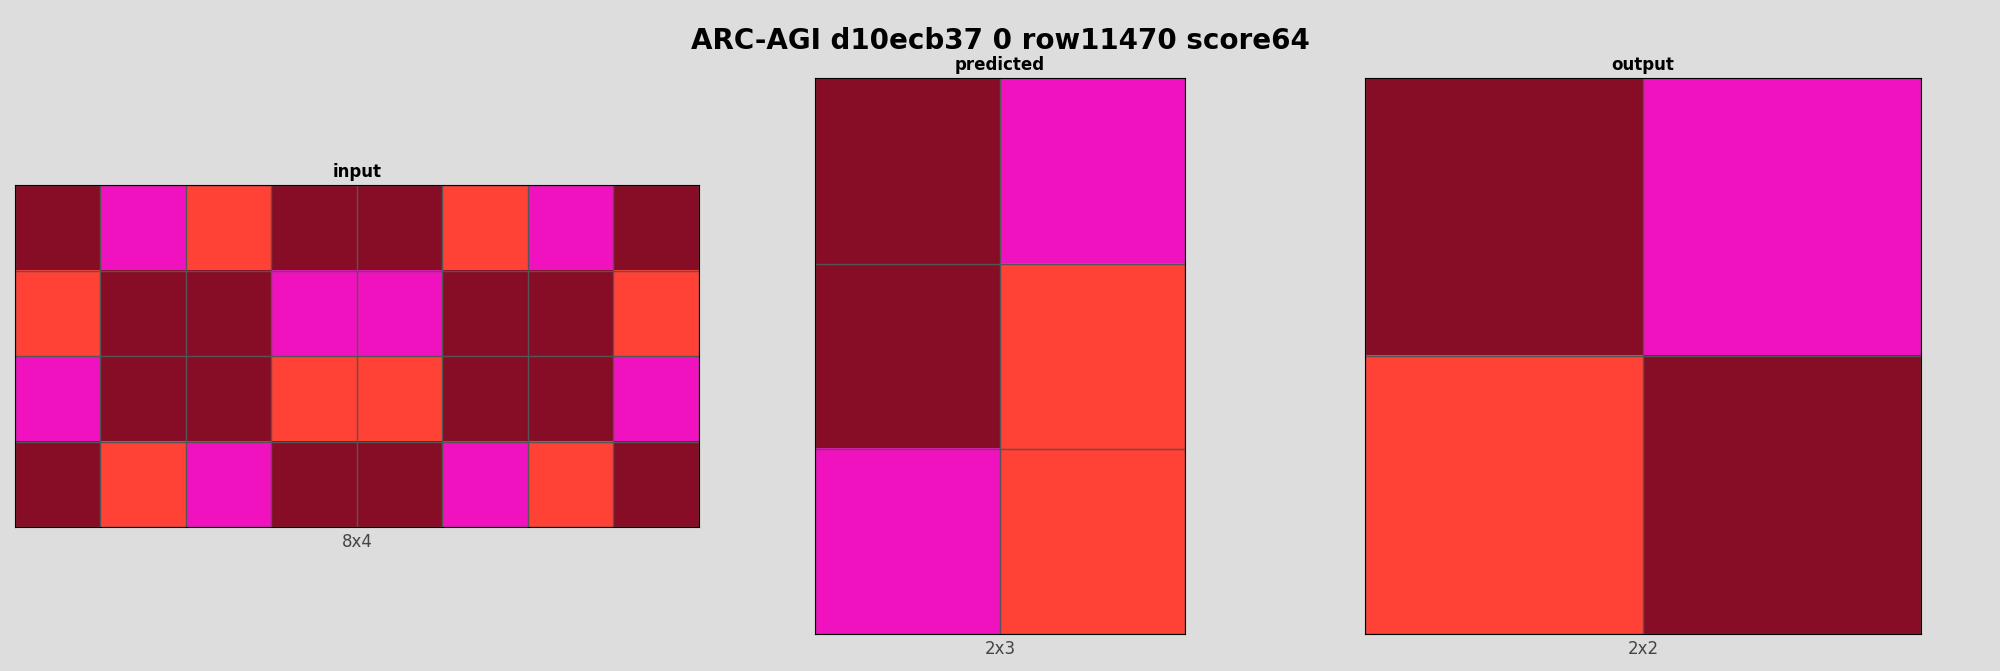 ARC-AGI d10ecb37 0 row11470 score64
predicted
output
input
8x4
2x3
2x2